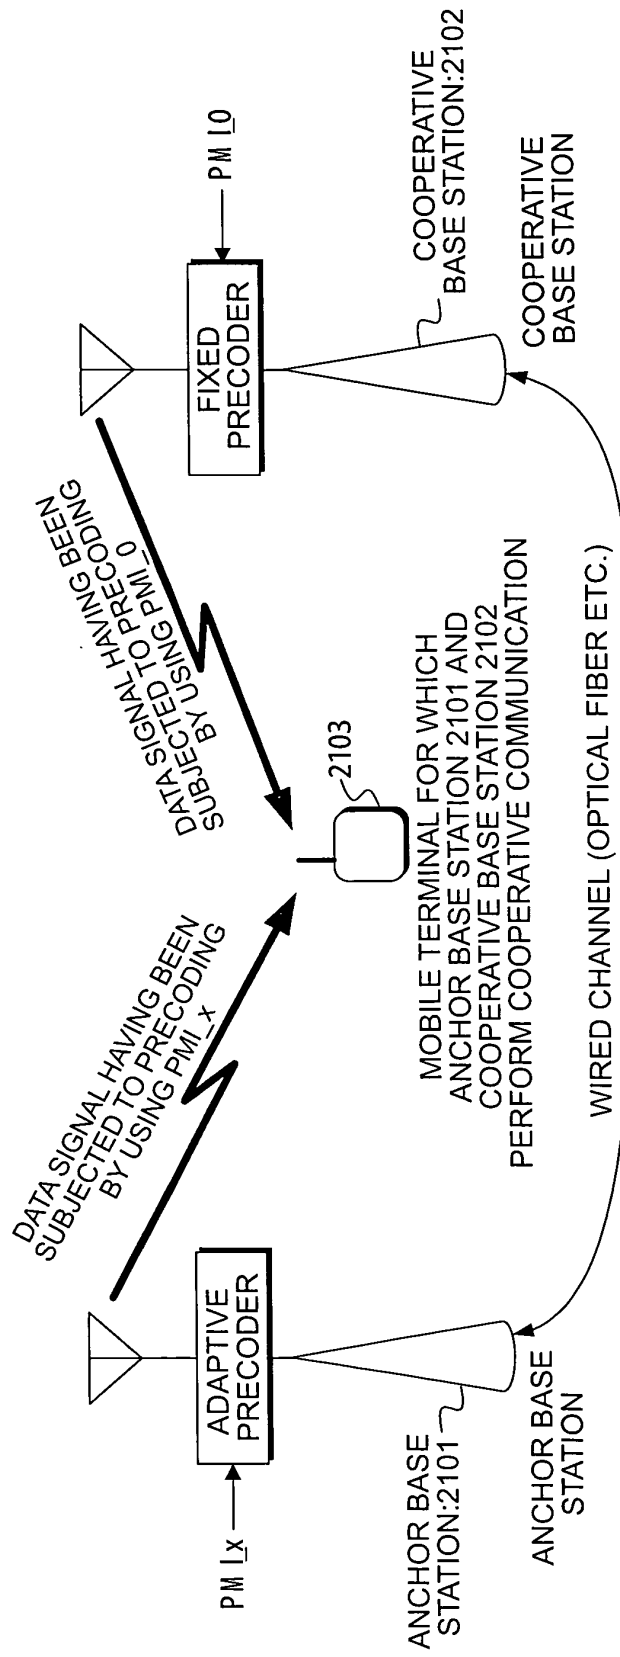 DATA SIGNAL HAVING BEEN
SUBJECTED TO PRECODING
BY USING PMI_x
DATA SIGNAL HAVING BEEN
SUBJECTED TO PRECODING
BY USING PMI_0
PMI_x
ADAPTIVE
PRECODER
FIXED
PRECODER
PMI_0
2103
ANCHOR BASE
STATION:2101
MOBILE TERMINAL FOR WHICH
ANCHOR BASE STATION 2101 AND
COOPERATIVE BASE STATION 2102
PERFORM COOPERATIVE COMMUNICATION
COOPERATIVE
BASE STATION:2102
ANCHOR BASE
STATION
COOPERATIVE
BASE STATION
WIRED CHANNEL (OPTICAL FIBER ETC.)